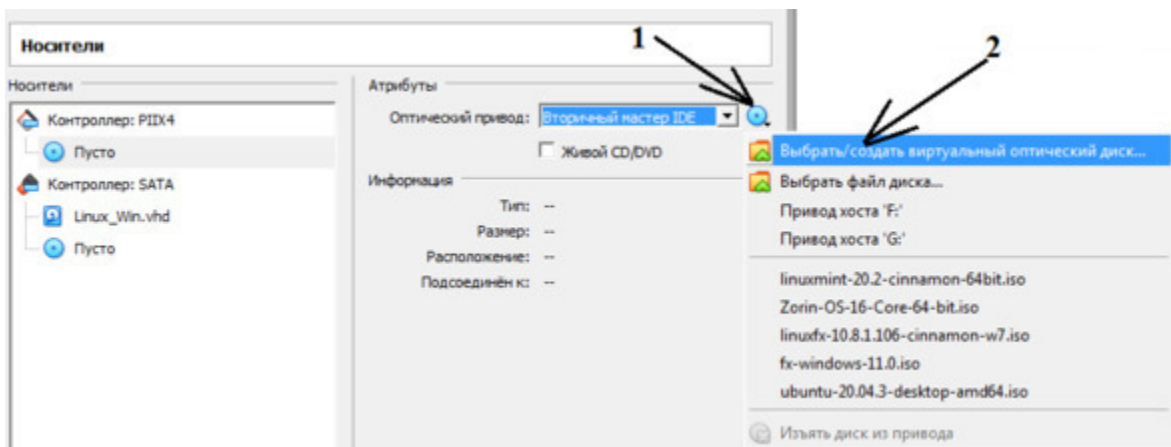 Носители
1
2
Носители
Контроллер: PIIX4
Пусто
Контроллер: SATA
Linux_Win.vhd
Пусто
Атрибуты
Оптический привод: Вторичный мастер IDE
Живой CD/DVD
Информация
Тип: --
Размер: --
Расположение: --
Подсоединён к: --
Выбрать/создать виртуальный оптический диск...
Выбрать файл диска...
Привод хоста 'F:'
Привод хоста 'G:'
linuxmint-20.2-cinnamon-64bit.iso
Zorin-OS-16-Core-64-bit.iso
linuxfx-10.8.1.106-cinnamon-w7.iso
fx-windows-11.0.iso
ubuntu-20.04.3-desktop-amd64.iso
Изъять диск из привода